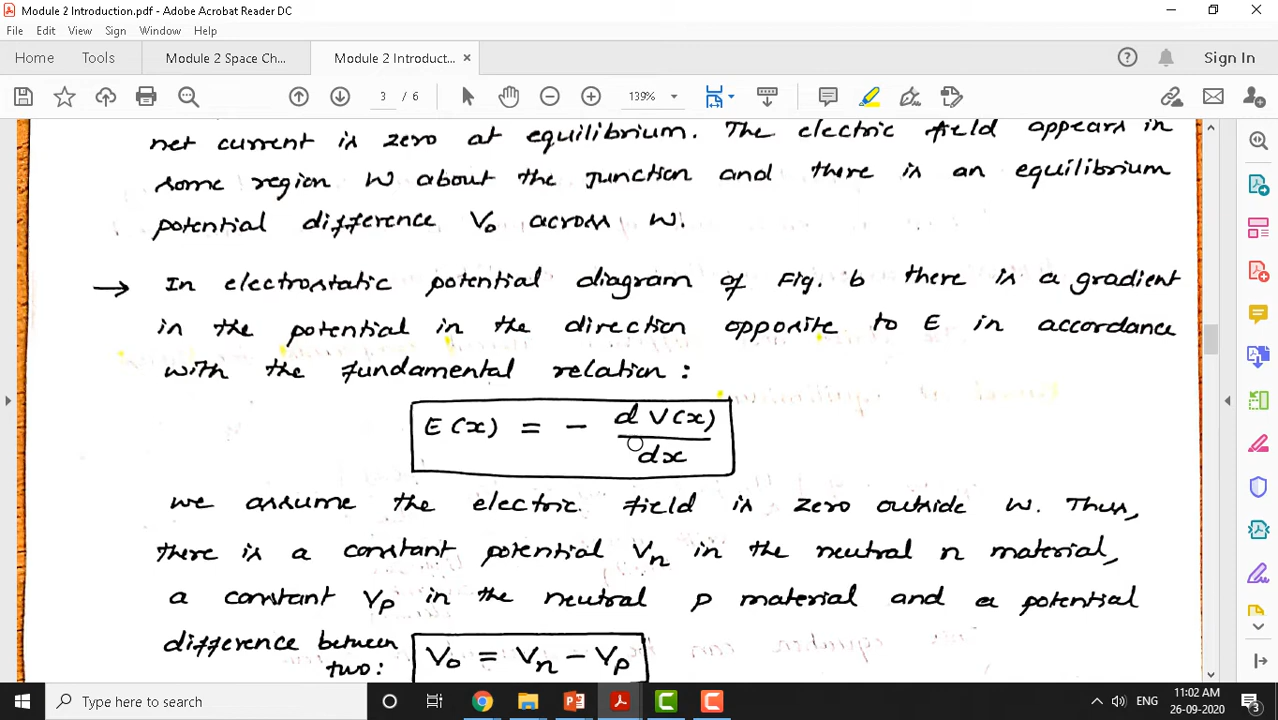 Module 2 Introduction.pdf - Adobe Acrobat Reader DC
File Edit View Sign Window Help
Home Tools Module 2 Space Ch... Module 2 Introduct... × Sign In
3 / 6 139%
net current is zero at equilibrium. The electric field appears in
some region W about the junction and there is an equilibrium
potential difference V₀ across W.
→ In electrostatic potential diagram of Fig. b there is a gradient
in the potential in the direction opposite to E in accordance
with the fundamental relation :
E(x) = - dV(x)/dx
we assume the electric field is zero outside W. Thus,
there is a constant potential Vn in the neutral n material,
a constant Vp in the neutral p material and a potential
difference between
two: V₀ = Vn - Vp
Type here to search
ENG
11:02 AM
26-09-2020
3